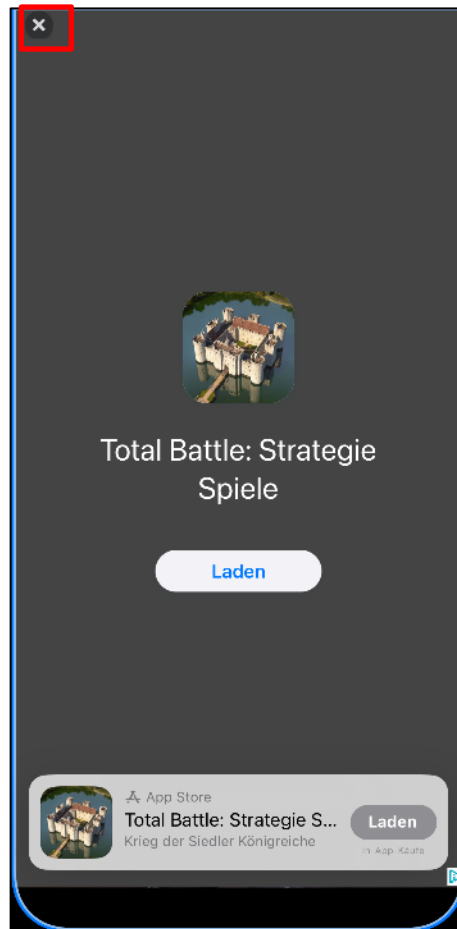 Total Battle: Strategie
Spiele
Laden
App Store
Total Battle: Strategie S...
Krieg der Siedler Königreiche
Laden
In-App-Käufe